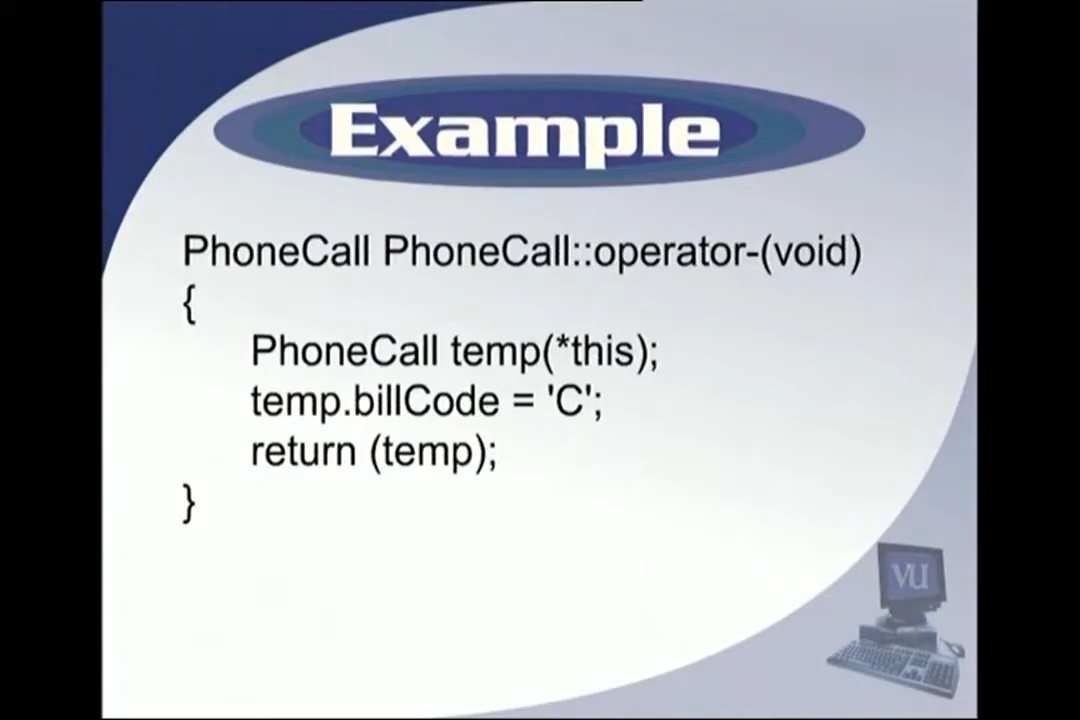 Example
PhoneCall PhoneCall::operator-(void)
{
PhoneCall temp(*this);
temp.billCode = 'C';
return (temp);
}
VU